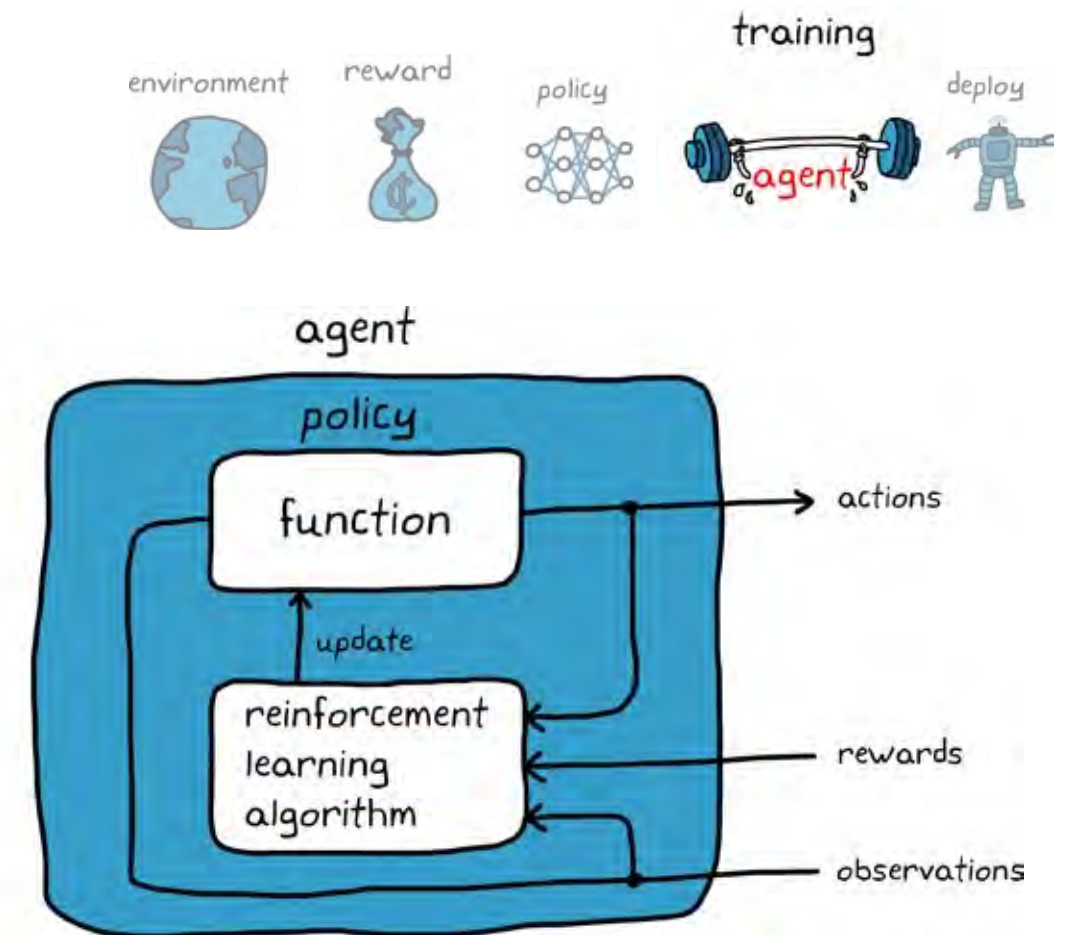 training
environment
reward
policy
deploy
agent
agent
policy
function
actions
update
reinforcement
learning
algorithm
rewards
observations